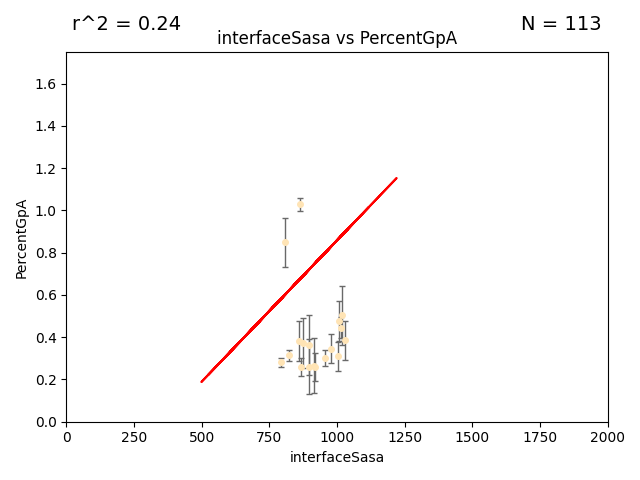 r^2 = 0.24
N = 113
interfaceSasa vs PercentGpA
PercentGpA
1.6
1.4
1.2
1.0
0.8
0.6
0.4
0.2
0.0
0 250 500 750 1000 1250 1500 1750 2000
interfaceSasa